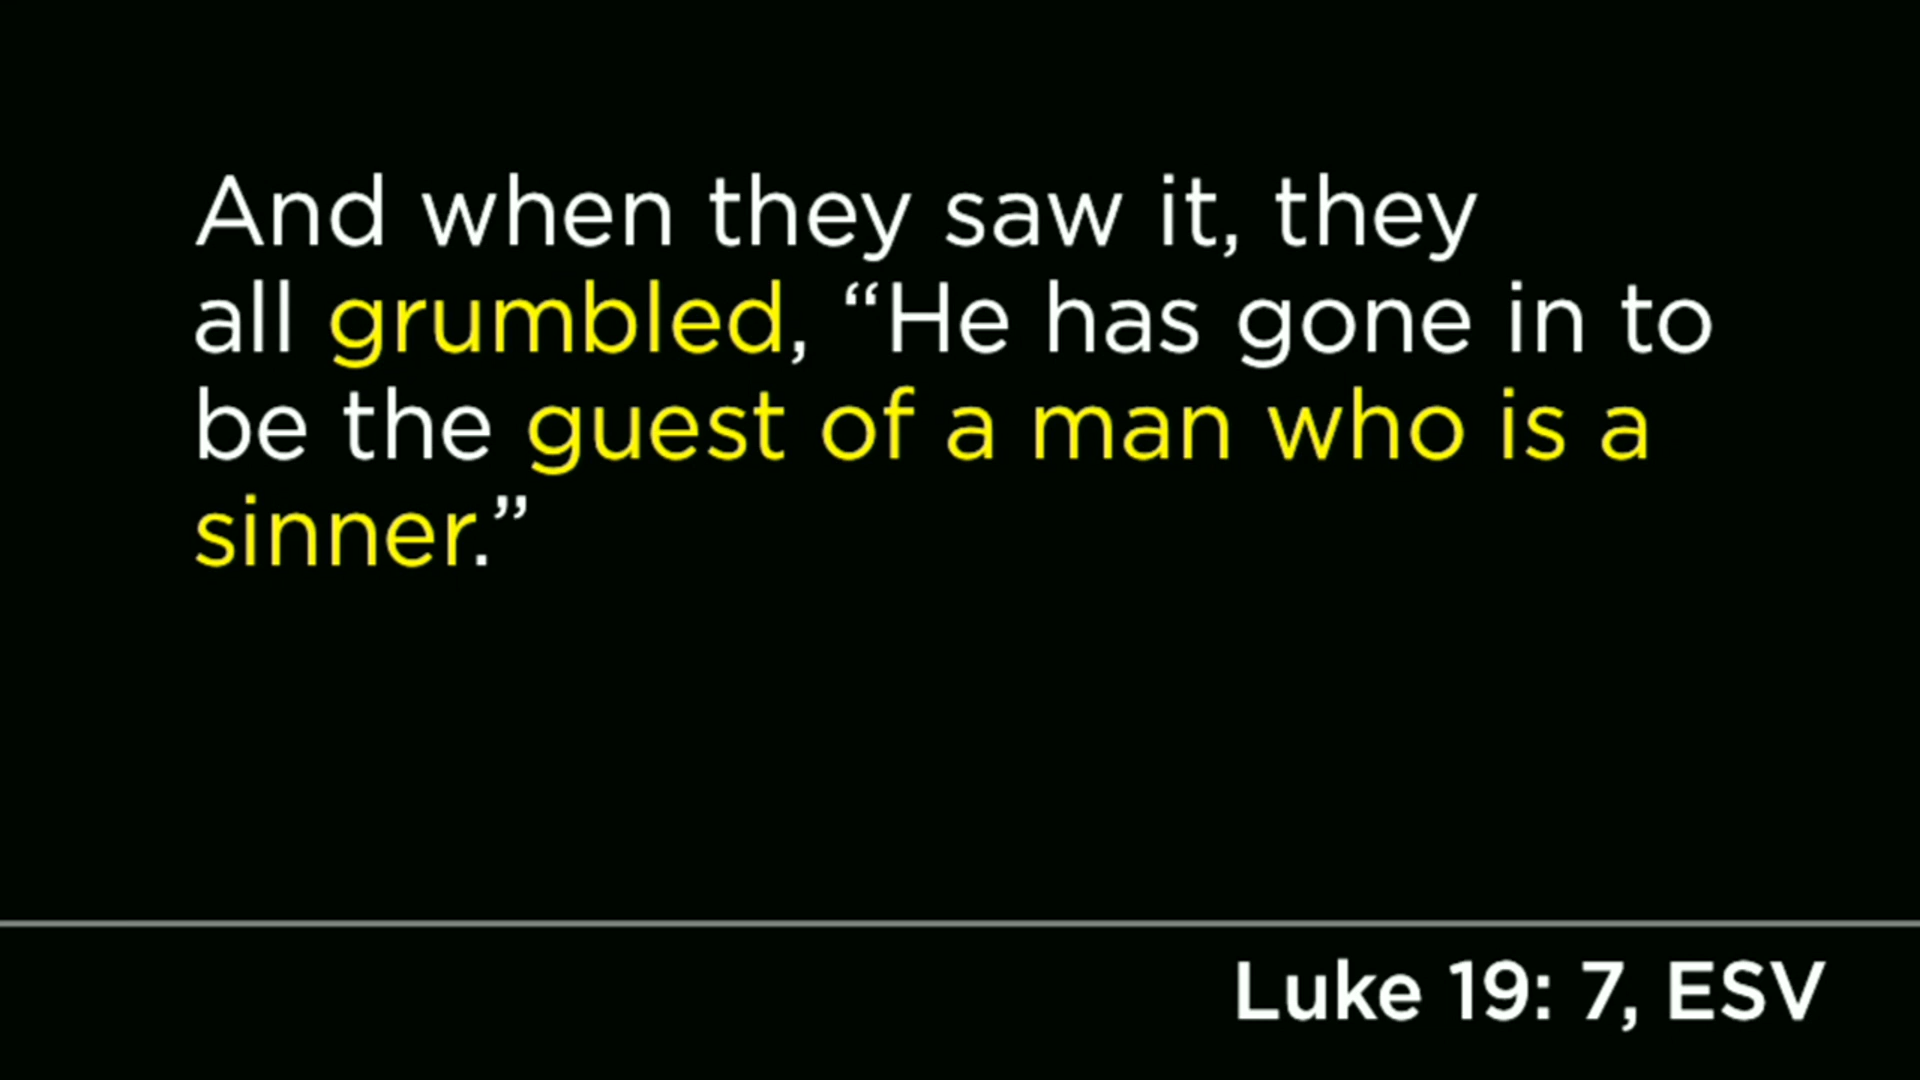 And when they saw it, they
all grumbled, “He has gone in to
be the guest of a man who is a
sinner.”
Luke 19: 7, ESV